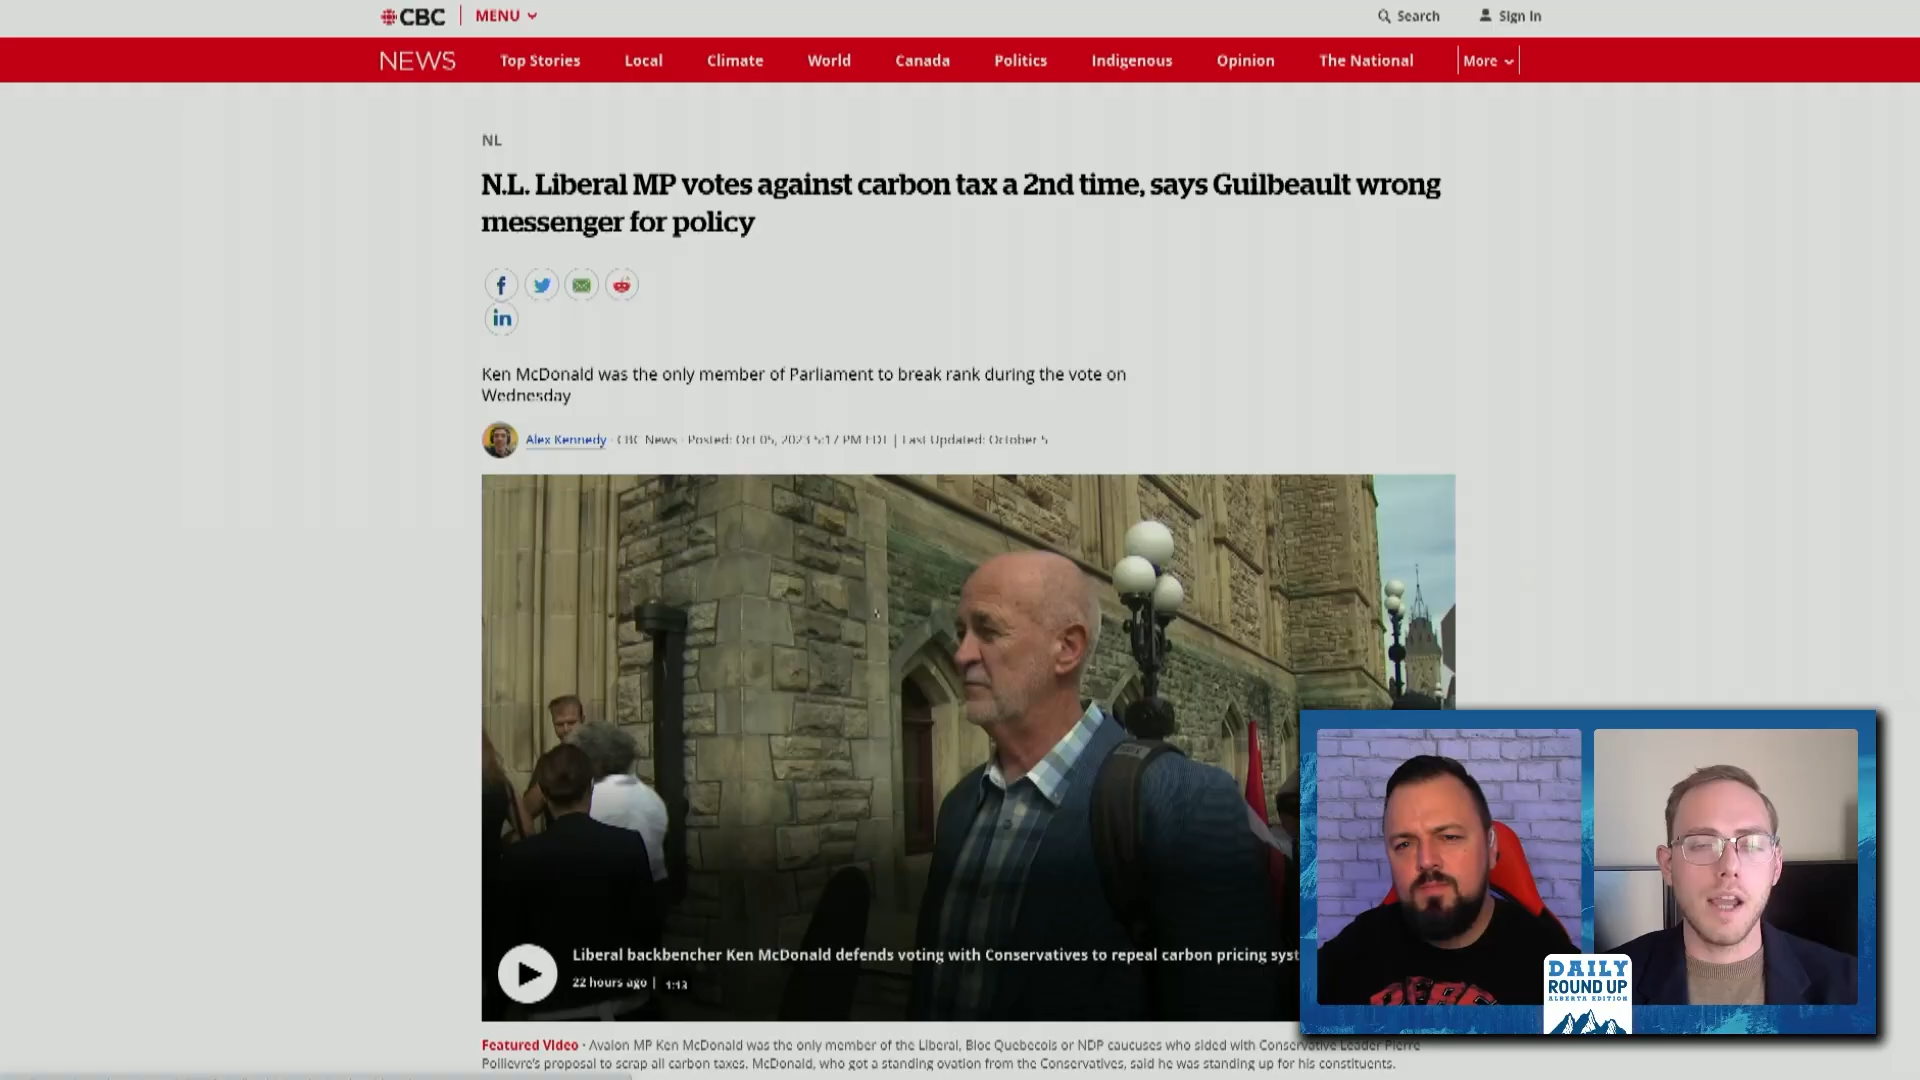 CBC
MENU
Search
Sign In
NEWS
Top Stories
Local
Climate
World
Canada
Politics
Indigenous
Opinion
The National
More
NL
N.L. Liberal MP votes against carbon tax a 2nd time, says Guilbeault wrong
messenger for policy
f
in
Ken McDonald was the only member of Parliament to break rank during the vote on
Wednesday
Alex Kennedy · CBC News · Posted: Oct 05, 2023 5:17 PM EDT | Last Updated: October 5
Liberal backbencher Ken McDonald defends voting with Conservatives to repeal carbon pricing syst
22 hours ago | 1:13
DAILY
ROUND UP
ALBERTA EDITION
Featured Video · Avalon MP Ken McDonald was the only member of the Liberal, Bloc Quebecois or NDP caucuses who sided with Conservative Leader Pierre
Poilievre's proposal to scrap all carbon taxes. McDonald, who got a standing ovation from the Conservatives, said he was standing up for his constituents.